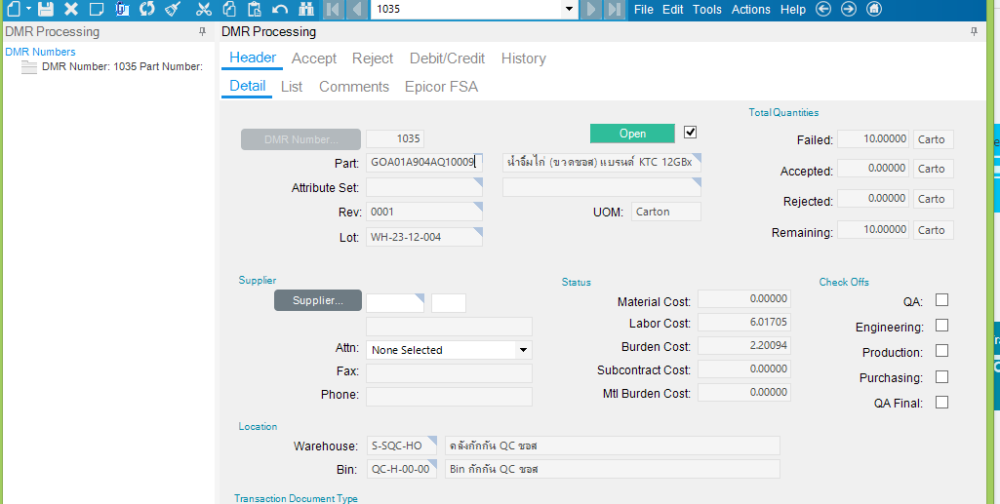 1035 File Edit Tools Actions Help
DMR Processing
DMR Numbers
DMR Number: 1035 Part Number:
DMR Processing
Header Accept Reject Debit/Credit History
Detail List Comments Epicor FSA
Total Quantities
DMR Number... 1035 Open Failed: 10.00000 Carto
Part: GOA01A904AQ10009 น้ำจิ้มไก่ (ขวดซอส) แบรนด์ KTC 12GBx
Accepted: 0.00000 Carto
Attribute Set:
Rejected: 0.00000 Carto
Rev: 0001 UOM: Carton
Remaining: 10.00000 Carto
Lot: WH-23-12-004
Supplier
Supplier...
Attn: None Selected
Fax:
Phone:
Status
Material Cost: 0.00000
Labor Cost: 6.01705
Burden Cost: 2.20094
Subcontract Cost: 0.00000
Mtl Burden Cost: 0.00000
Check Offs
QA:
Engineering:
Production:
Purchasing:
QA Final:
Location
Warehouse: S-SQC-HO คลังกักกัน QC ซอส
Bin: QC-H-00-00 Bin กักกัน QC ซอส
Transaction Document Type